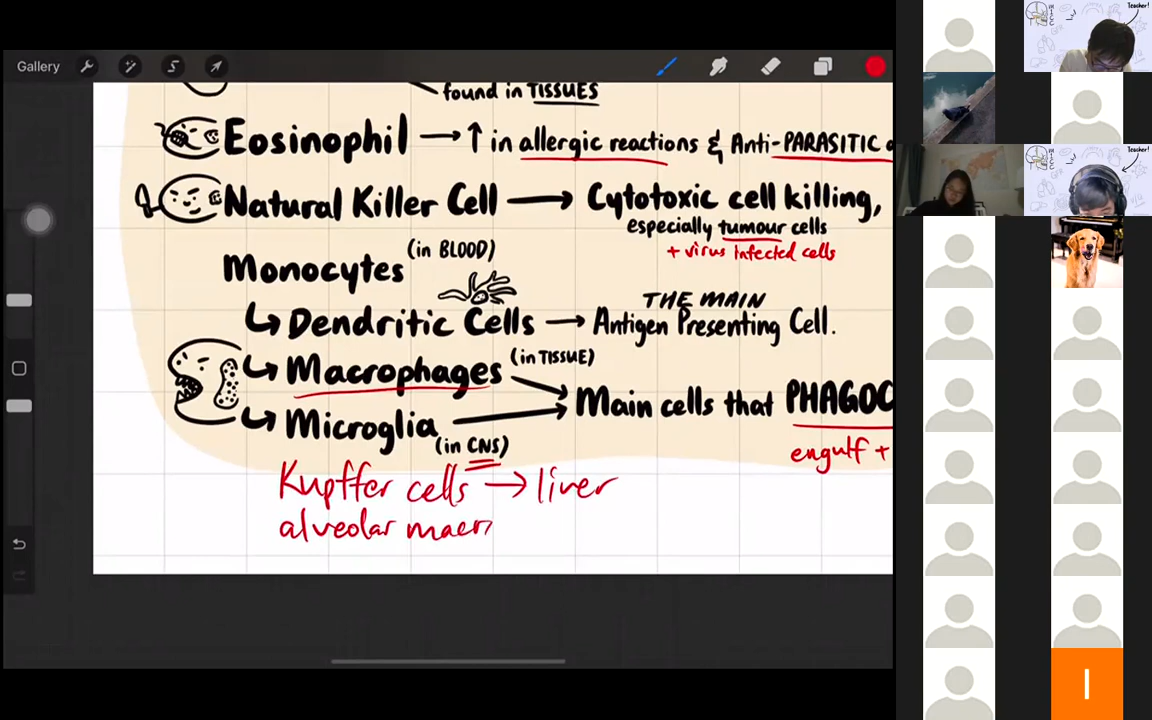 Teacher!
Gallery
found in TISSUES
Eosinophil → ↑ in allergic reactions & Anti-PARASITIC
Natural Killer Cell → Cytotoxic cell killing,
especially tumour cells
+ virus infected cells
Monocytes (in BLOOD)
↳ Dendritic Cells → THE MAIN
Antigen Presenting Cell.
↳ Macrophages (in TISSUE)
Main cells that PHAGOC
↳ Microglia (in CNS)
engulf +
Kupffer cells → liver
alveolar macr
Teacher!
I